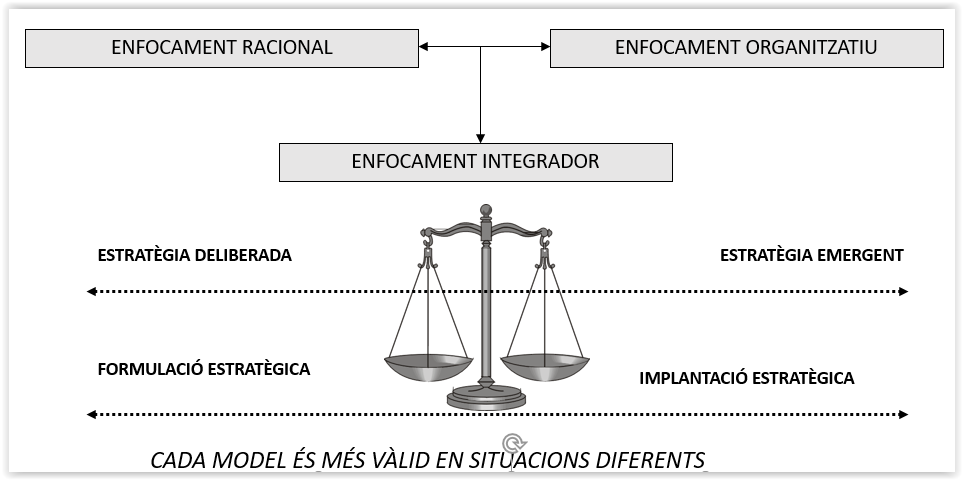 ENFOCAMENT RACIONAL
ENFOCAMENT ORGANITZATIU
ENFOCAMENT INTEGRADOR
ESTRATÈGIA DELIBERADA
ESTRATÈGIA EMERGENT
FORMULACIÓ ESTRATÈGICA
IMPLANTACIÓ ESTRATÈGICA
CADA MODEL ÉS MÉS VÀLID EN SITUACIONS DIFERENTS